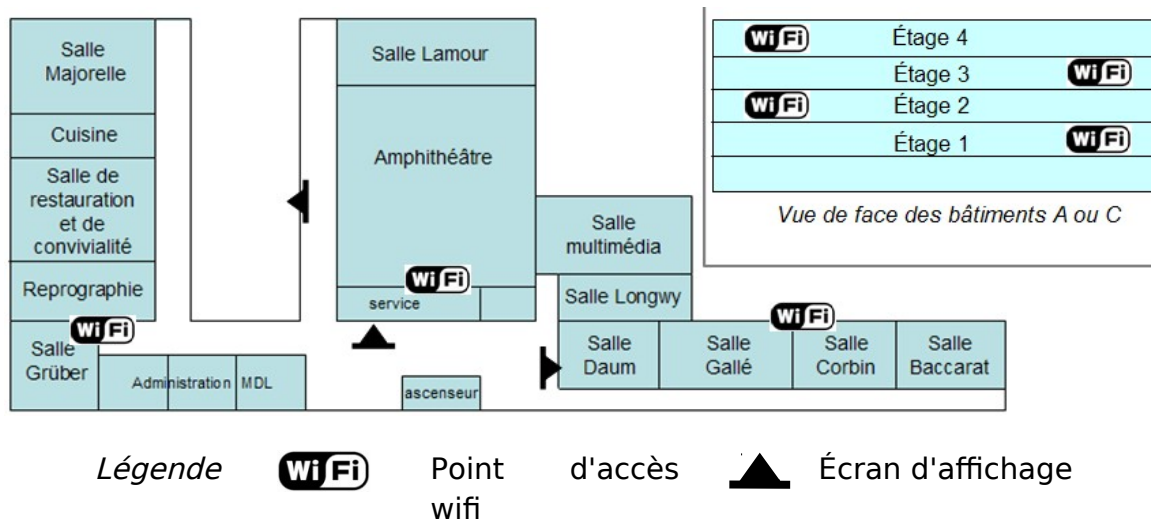 Salle
Majorelle
Cuisine
Salle de
restauration
et de
convivialité
Reprographie
WiFi
Salle
Grüber
Administration
MDL
Salle Lamour
Amphithéâtre
WiFi
service
ascenseur
Salle
multimédia
Salle Longwy
WiFi
Salle
Daum
Salle
Gallé
Salle
Corbin
Salle
Baccarat
WiFi Étage 4
Étage 3 WiFi
WiFi Étage 2
Étage 1 WiFi
Vue de face des bâtiments A ou C
Légende WiFi Point d'accès Écran d'affichage
wifi